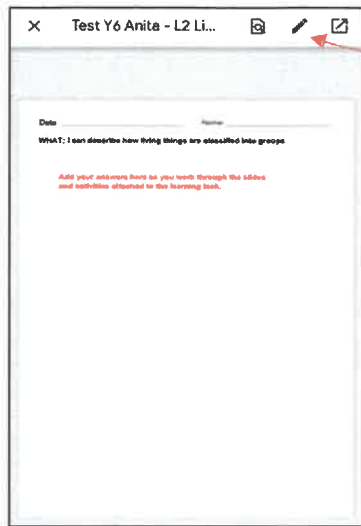 Test Y6 Anita - L2 Li...
Date Name
WHAT: I can describe how living things are classified into groups
Add your answers here as you work through the slides
and activities attached to the learning task.